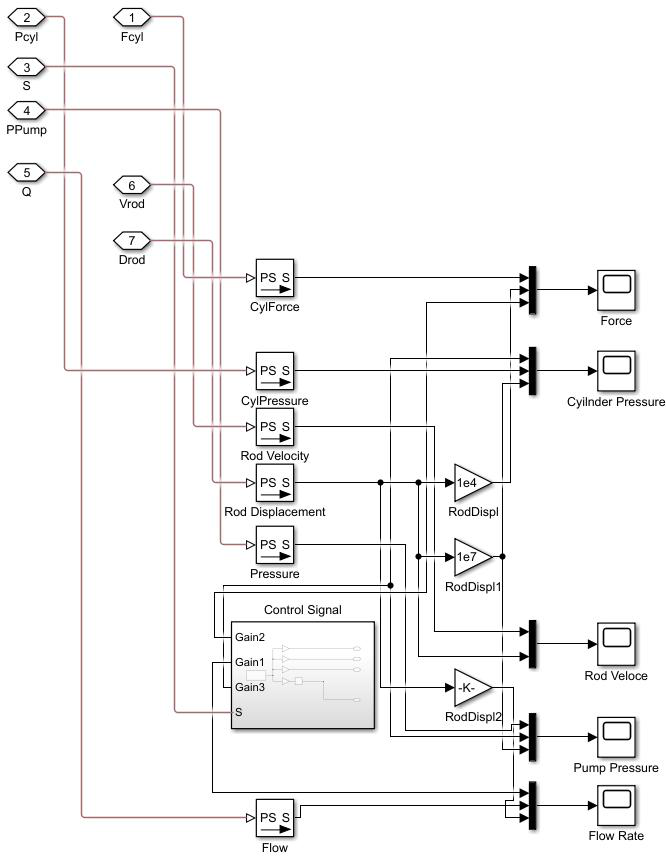 2
Pcyl
1
Fcyl
3
S
4
PPump
5
Q
6
Vrod
7
Drod
PS S
CylForce
Force
PS S
CylPressure
Cyilnder Pressure
PS S
Rod Velocity
PS S
Rod Displacement
1e4
RodDispl
PS S
Pressure
1e7
RodDispl1
Control Signal
Gain2
Gain1
Gain3
S
Rod Veloce
-K-
RodDispl2
Pump Pressure
PS S
Flow
Flow Rate